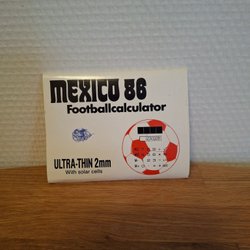 MEXICO 86
Footballcalculator
ULTRA-THIN 2mm
With solar cells